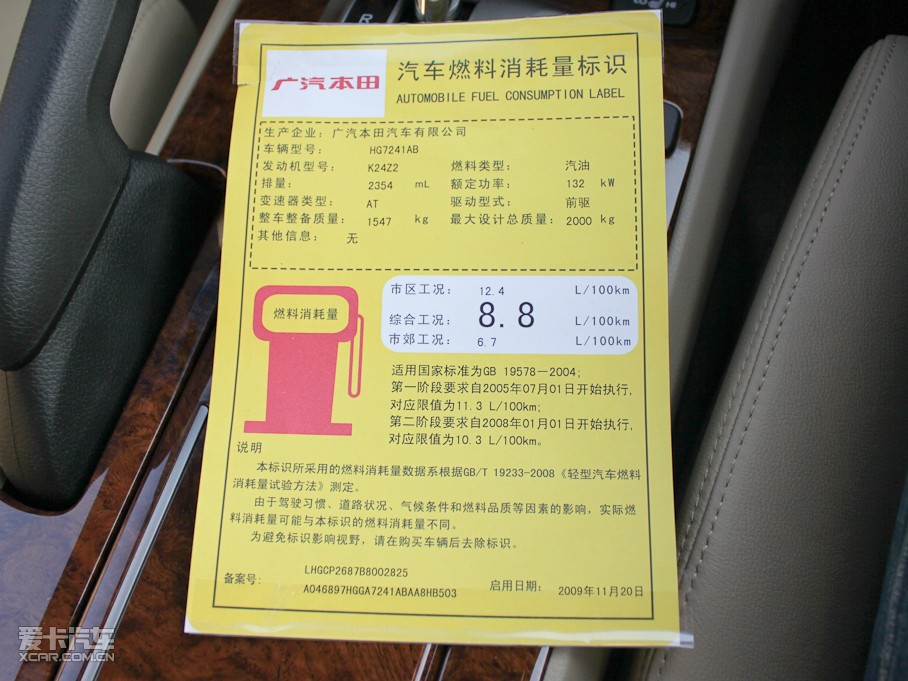 R
广汽本田
汽车燃料消耗量标识
AUTOMOBILE FUEL CONSUMPTION LABEL
生产企业: 广汽本田汽车有限公司
车辆型号: HG7241AB
发动机型号: K24Z2 燃料类型: 汽油
排量: 2354 mL 额定功率: 132 kW
变速器类型: AT 驱动型式: 前驱
整车整备质量: 1547 kg 最大设计总质量: 2000 kg
其他信息: 无
燃料消耗量
市区工况: 12.4 L/100km
综合工况: 8.8 L/100km
市郊工况: 6.7 L/100km
适用国家标准为GB 19578—2004;
第一阶段要求自2005年07月01日开始执行,
对应限值为11.3 L/100km;
第二阶段要求自2008年01月01日开始执行,
对应限值为10.3 L/100km。
说明
本标识所采用的燃料消耗量数据系根据GB/T 19233-2008《轻型汽车燃料
消耗量试验方法》测定。
由于驾驶习惯、道路状况、气候条件和燃料品质等因素的影响，实际燃
料消耗量可能与本标识的燃料消耗量不同。
为避免标识影响视野，请在购买车辆后去除标识。
备案号: LHGCP2687B8002825
A046897HGGA7241ABAA8HB503 启用日期: 2009年11月20日
爱卡汽车
XCAR.COM.CN